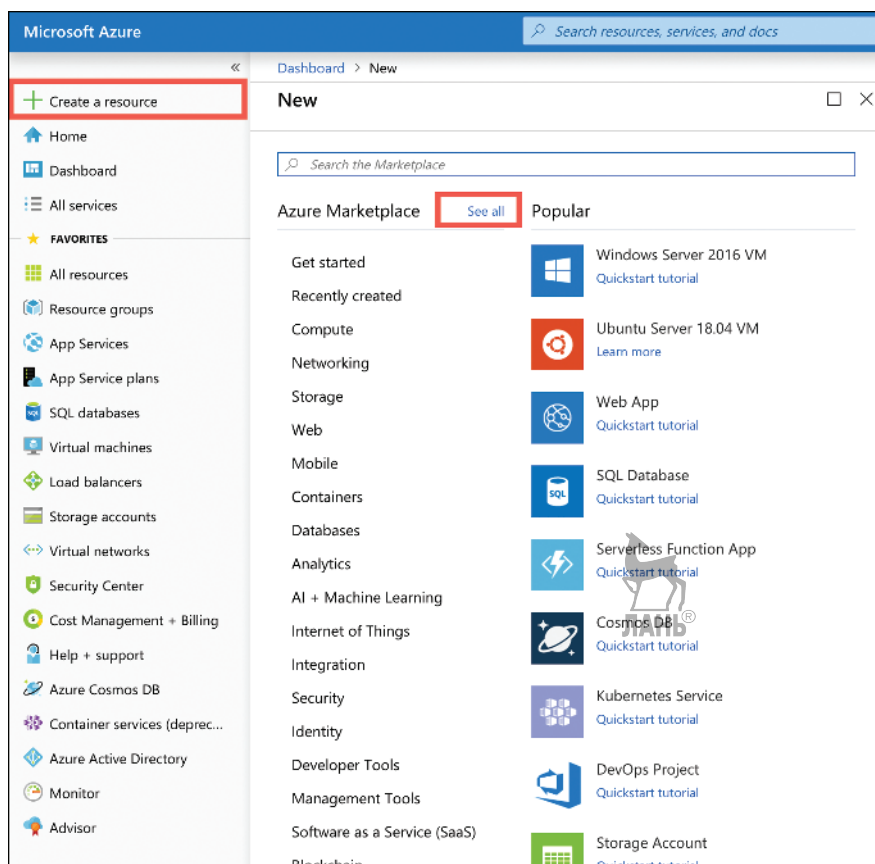 Microsoft Azure
Search resources, services, and docs
«
Create a resource
Home
Dashboard
All services
FAVORITES
All resources
Resource groups
App Services
App Service plans
SQL databases
Virtual machines
Load balancers
Storage accounts
Virtual networks
Security Center
Cost Management + Billing
Help + support
Azure Cosmos DB
Container services (deprec...
Azure Active Directory
Monitor
Advisor
Dashboard > New
New
Search the Marketplace
Azure Marketplace See all
Get started
Recently created
Compute
Networking
Storage
Web
Mobile
Containers
Databases
Analytics
AI + Machine Learning
Internet of Things
Integration
Security
Identity
Developer Tools
Management Tools
Software as a Service (SaaS)
Blockchain
Popular
Windows Server 2016 VM
Quickstart tutorial
Ubuntu Server 18.04 VM
Learn more
Web App
Quickstart tutorial
SQL
SQL Database
Quickstart tutorial
Serverless Function App
Quickstart tutorial
Cosmos DB
Quickstart tutorial
ЛАНЬ®
Kubernetes Service
Quickstart tutorial
DevOps Project
Quickstart tutorial
Storage Account
Quickstart tutorial